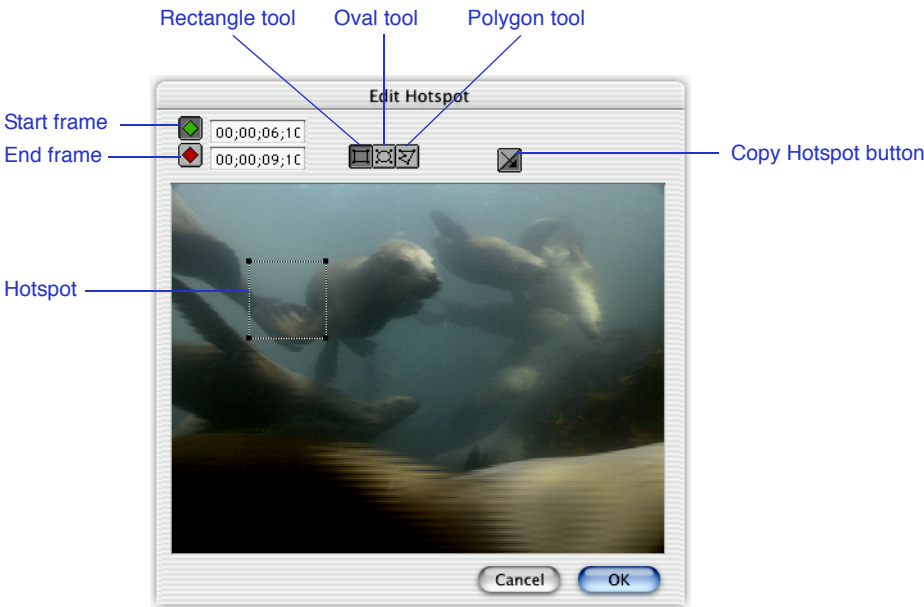 Rectangle tool
Oval tool
Polygon tool
Edit Hotspot
Start frame
00;00;06;10
End frame
00;00;09;10
Copy Hotspot button
Hotspot
Cancel
OK